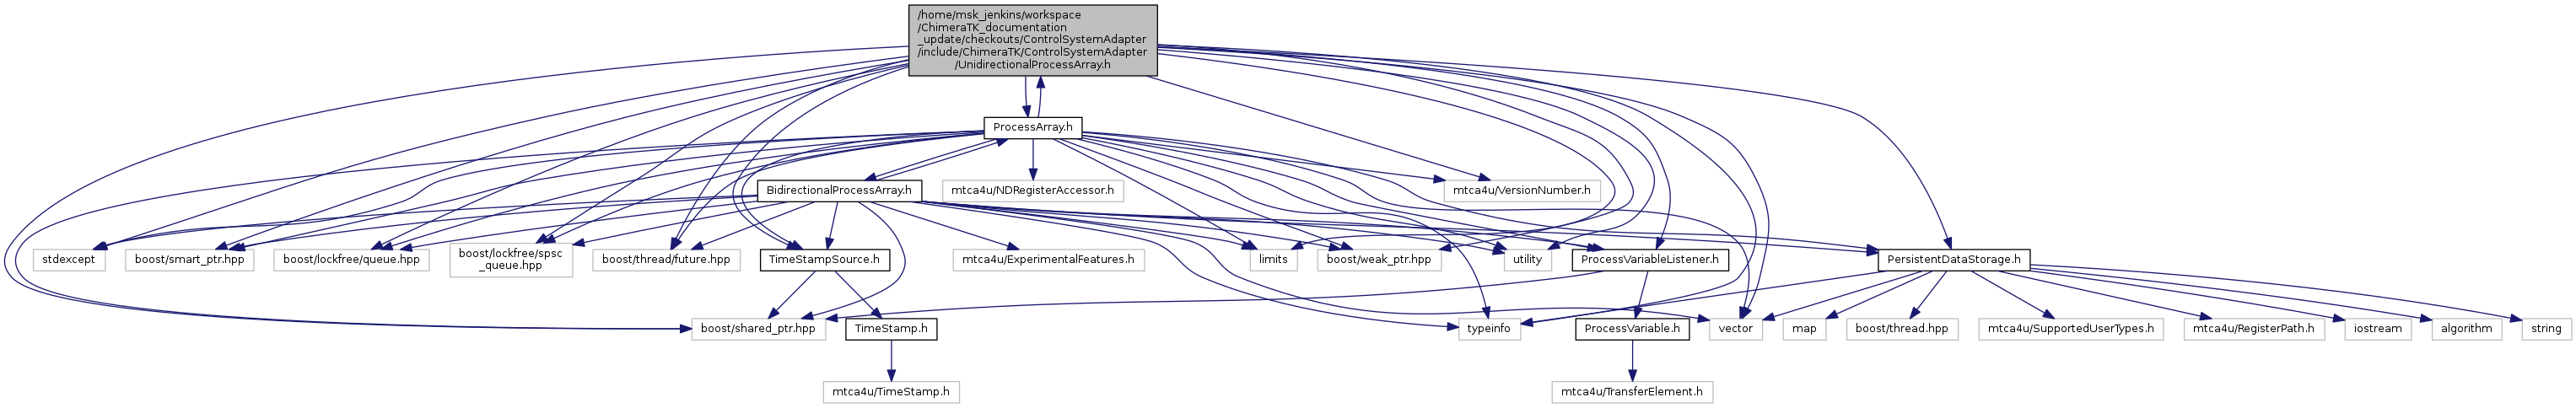 /home/msk_jenkins/workspace
/ChimeraTK_documentation
_update/checkouts/ControlSystemAdapter
/include/ChimeraTK/ControlSystemAdapter
/UnidirectionalProcessArray.h
ProcessArray.h
BidirectionalProcessArray.h
mtca4u/NDRegisterAccessor.h
mtca4u/VersionNumber.h
stdexcept
boost/smart_ptr.hpp
boost/lockfree/queue.hpp
boost/lockfree/spsc
_queue.hpp
boost/thread/future.hpp
TimeStampSource.h
mtca4u/ExperimentalFeatures.h
limits
boost/weak_ptr.hpp
utility
ProcessVariableListener.h
PersistentDataStorage.h
boost/shared_ptr.hpp
TimeStamp.h
typeinfo
ProcessVariable.h
vector
map
boost/thread.hpp
mtca4u/SupportedUserTypes.h
mtca4u/RegisterPath.h
iostream
algorithm
string
mtca4u/TimeStamp.h
mtca4u/TransferElement.h